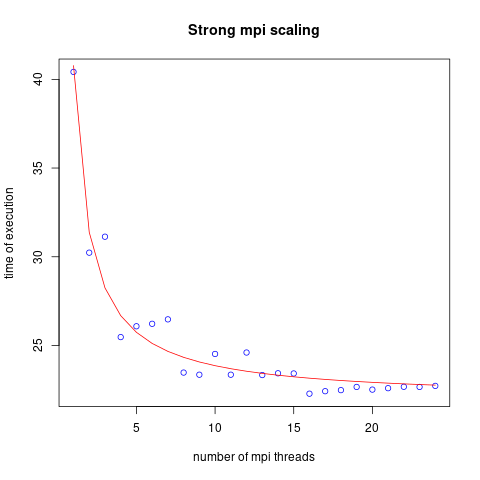 Strong mpi scaling
time of execution
40
35
30
25
5 10 15 20
number of mpi threads